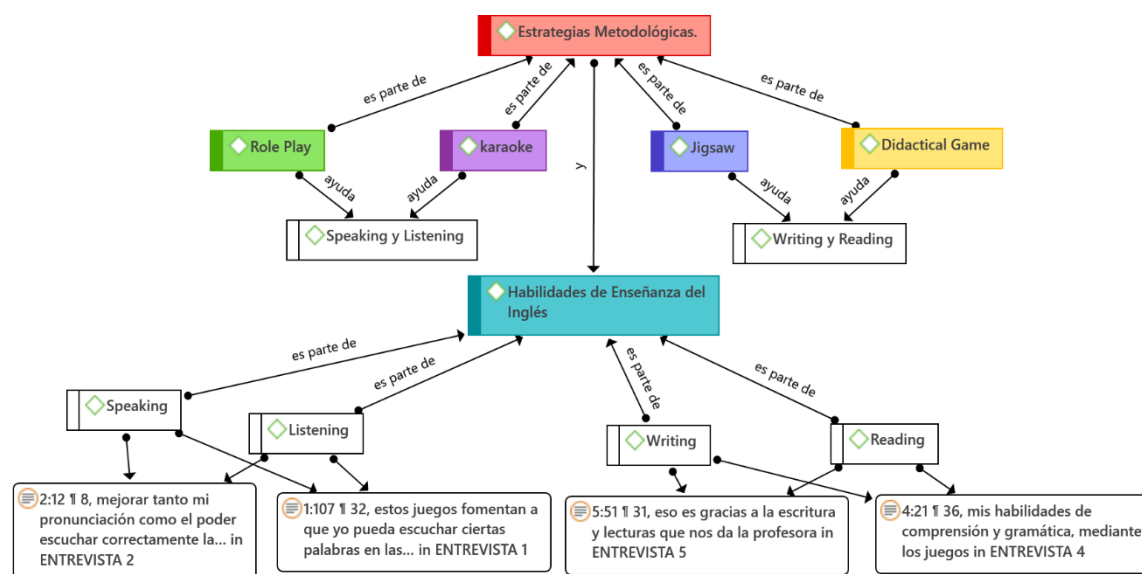 Estrategias Metodológicas.
es parte de
es parte de
es parte de
es parte de
Role Play
karaoke
Jigsaw
Didactical Game
y
ayuda
ayuda
ayuda
ayuda
Speaking y Listening
Writing y Reading
Habilidades de Enseñanza del
Inglés
es parte de
es parte de
es parte de
es parte de
Speaking
Listening
Writing
Reading
2:12 ¶ 8, mejorar tanto mi
pronunciación como el poder
escuchar correctamente la... in
ENTREVISTA 2
1:107 ¶ 32, estos juegos fomentan a
que yo pueda escuchar ciertas
palabras en las... in ENTREVISTA 1
5:51 ¶ 31, eso es gracias a la escritura
y lecturas que nos da la profesora in
ENTREVISTA 5
4:21 ¶ 36, mis habilidades de
comprensión y gramática, mediante
los juegos in ENTREVISTA 4